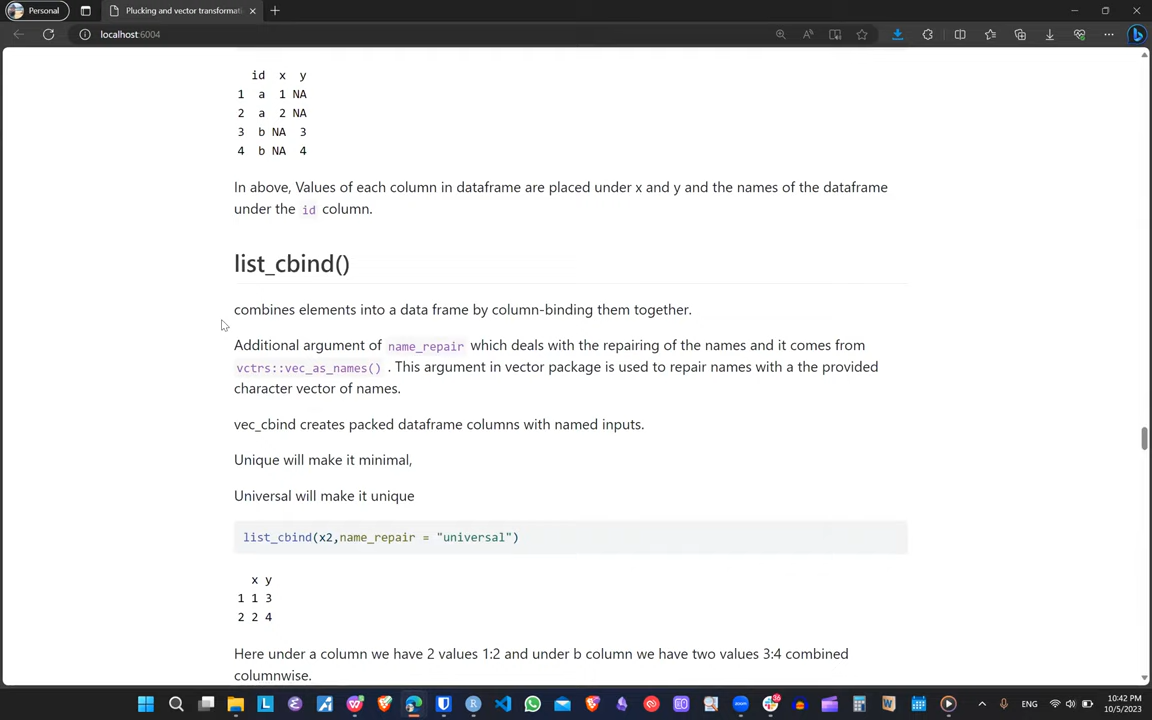 Personal
Plucking and vector transformati
localhost:6004
id x y
1 a 1 NA
2 a 2 NA
3 b NA 3
4 b NA 4
In above, Values of each column in dataframe are placed under x and y and the names of the dataframe
under the id column.
list_cbind()
combines elements into a data frame by column-binding them together.
Additional argument of name_repair which deals with the repairing of the names and it comes from
vctrs::vec_as_names() . This argument in vector package is used to repair names with a the provided
character vector of names.
vec_cbind creates packed dataframe columns with named inputs.
Unique will make it minimal,
Universal will make it unique
list_cbind(x2,name_repair = "universal")
x y
1 1 3
2 2 4
Here under a column we have 2 values 1:2 and under b column we have two values 3:4 combined
columnwise.
ENG
10:42 PM
10/5/2023